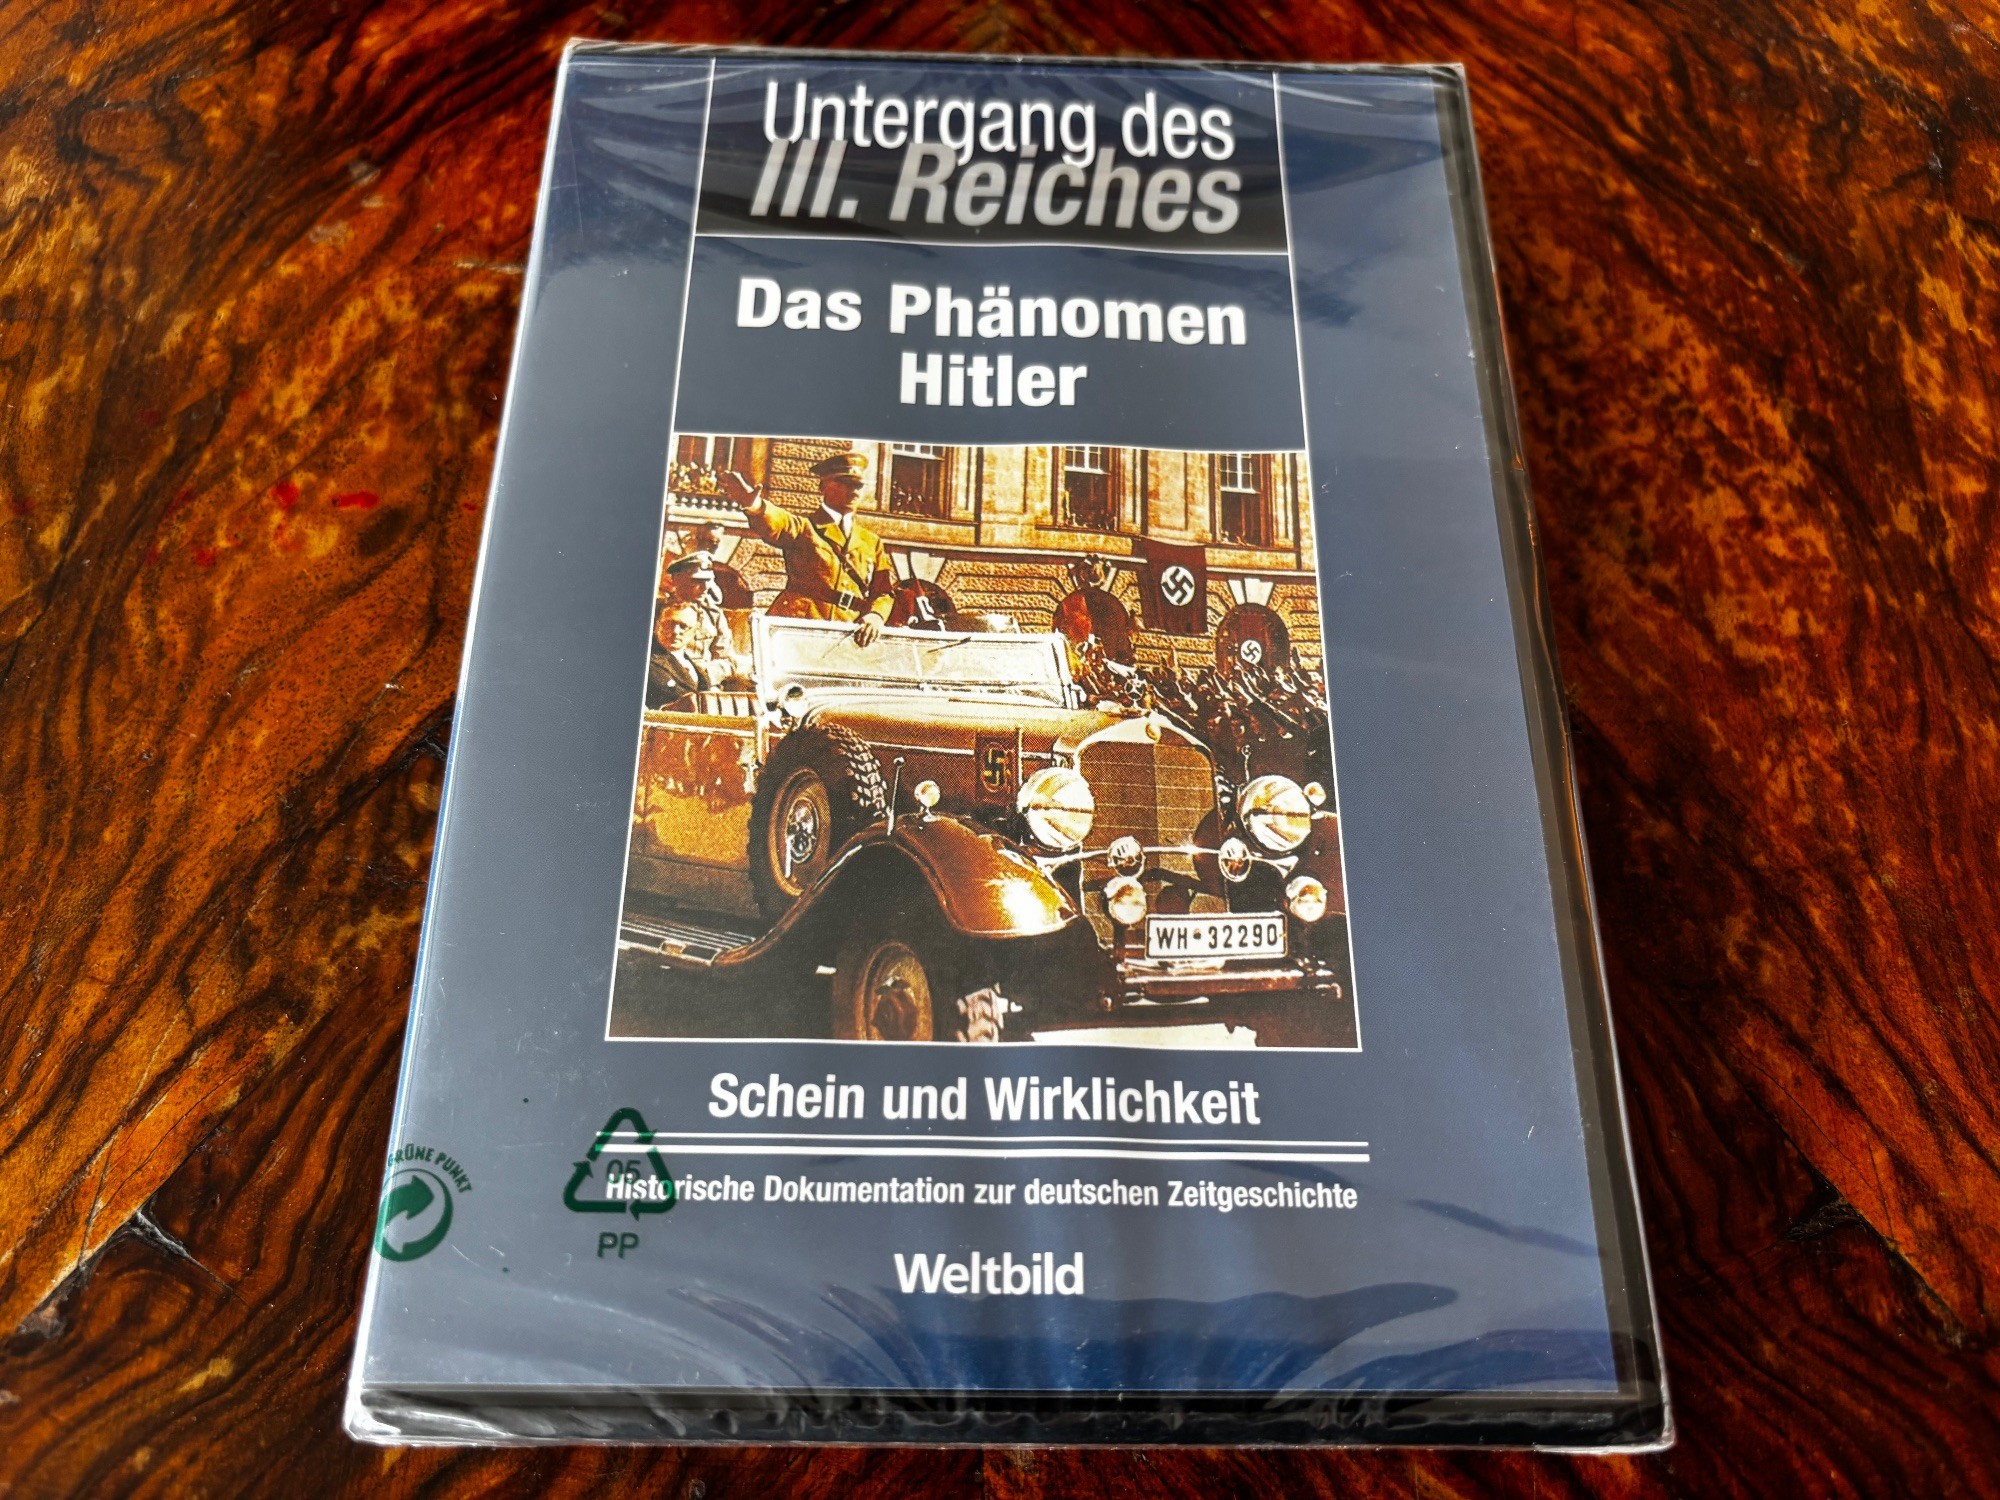 Untergang des
III. Reiches
Das Phänomen
Hitler
WH-32290
Schein und Wirklichkeit
Historische Dokumentation zur deutschen Zeitgeschichte
GRÜNE PUNKT
05
PP
Weltbild